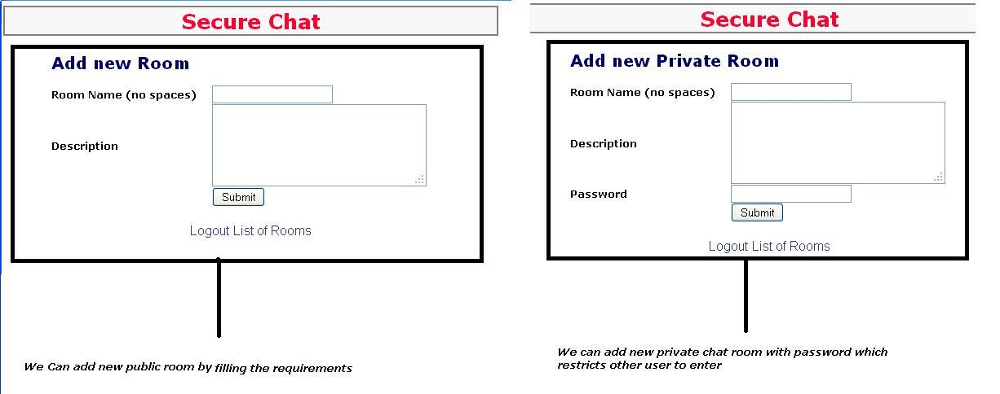 Secure Chat
Add new Room
Room Name (no spaces)
Description
Submit
Logout List of Rooms
We Can add new public room by filling the requirements
Secure Chat
Add new Private Room
Room Name (no spaces)
Description
Password
Submit
Logout List of Rooms
We can add new private chat room with password which
restricts other user to enter